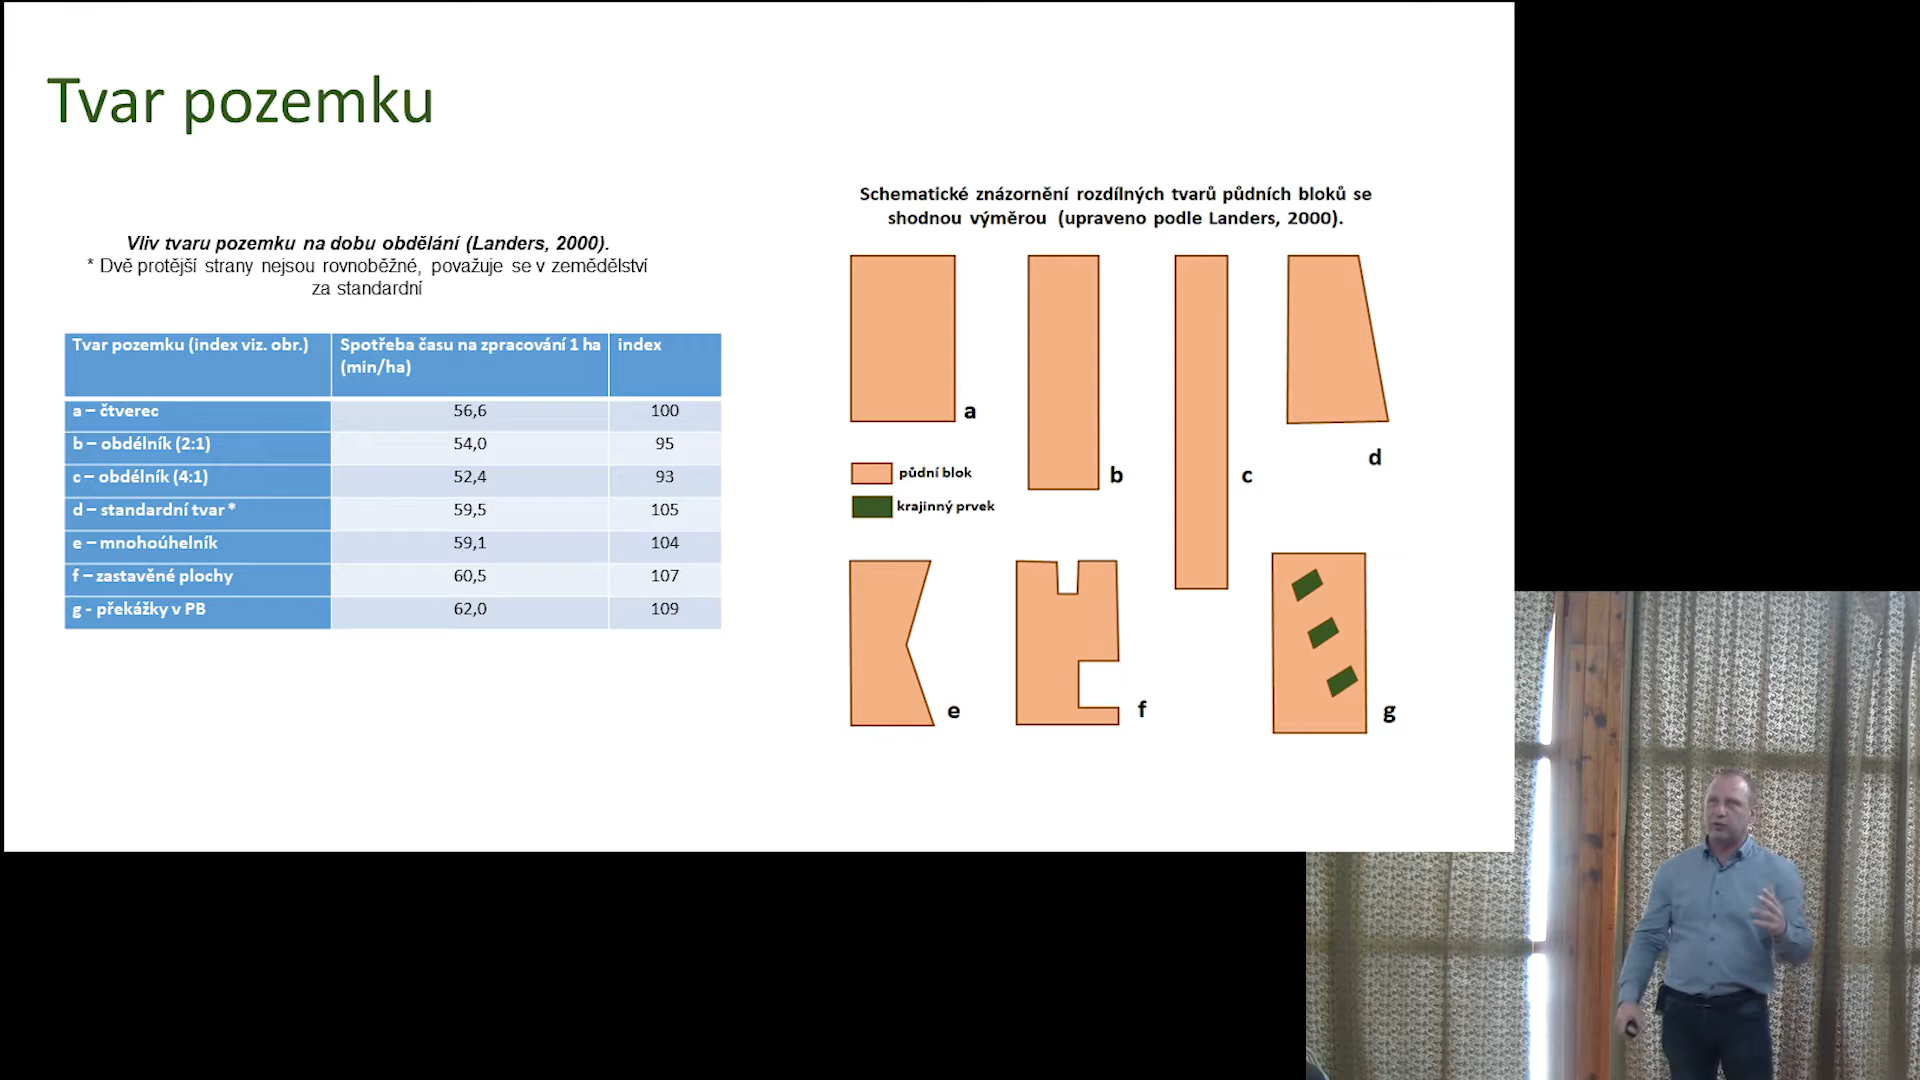 Tvar pozemku
Vliv tvaru pozemku na dobu obdělání (Landers, 2000).
* Dvě protější strany nejsou rovnoběžné, považuje se v zemědělství
za standardní
Tvar pozemku (index viz. obr.) Spotřeba času na zpracování 1 ha index
(min/ha)
a – čtverec 56,6 100
b – obdélník (2:1) 54,0 95
c – obdélník (4:1) 52,4 93
d – standardní tvar * 59,5 105
e – mnohoúhelník 59,1 104
f – zastavěné plochy 60,5 107
g - překážky v PB 62,0 109
Schematické znázornění rozdílných tvarů půdních bloků se
shodnou výměrou (upraveno podle Landers, 2000).
a
b
c
d
půdní blok
krajinný prvek
e
f
g